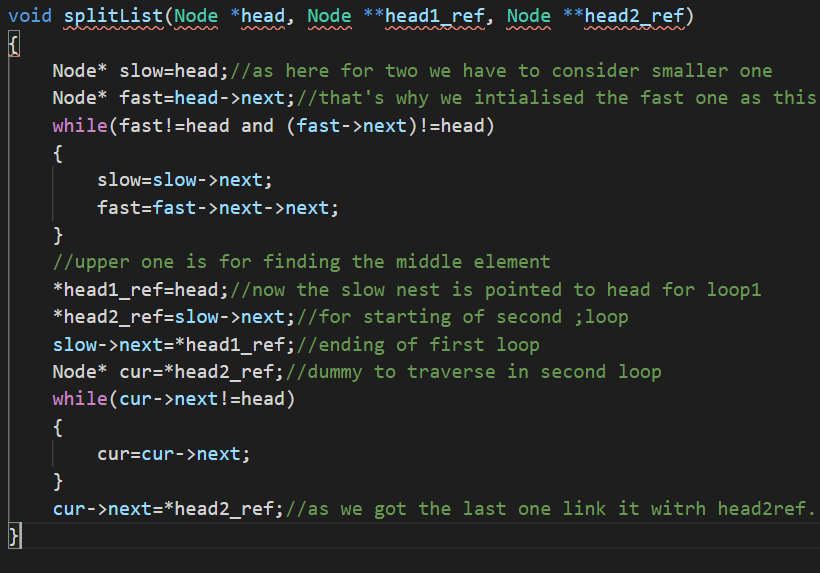 void splitList(Node *head, Node **head1_ref, Node **head2_ref)
{
    Node* slow=head;//as here for two we have to consider smaller one
    Node* fast=head->next;//that's why we intialised the fast one as this
    while(fast!=head and (fast->next)!=head)
    {
        slow=slow->next;
        fast=fast->next->next;
    }
    //upper one is for finding the middle element
    *head1_ref=head;//now the slow nest is pointed to head for loop1
    *head2_ref=slow->next;//for starting of second ;loop
    slow->next=*head1_ref;//ending of first loop
    Node* cur=*head2_ref;//dummy to traverse in second loop
    while(cur->next!=head)
    {
        cur=cur->next;
    }
    cur->next=*head2_ref;//as we got the last one link it witrh head2ref.
}